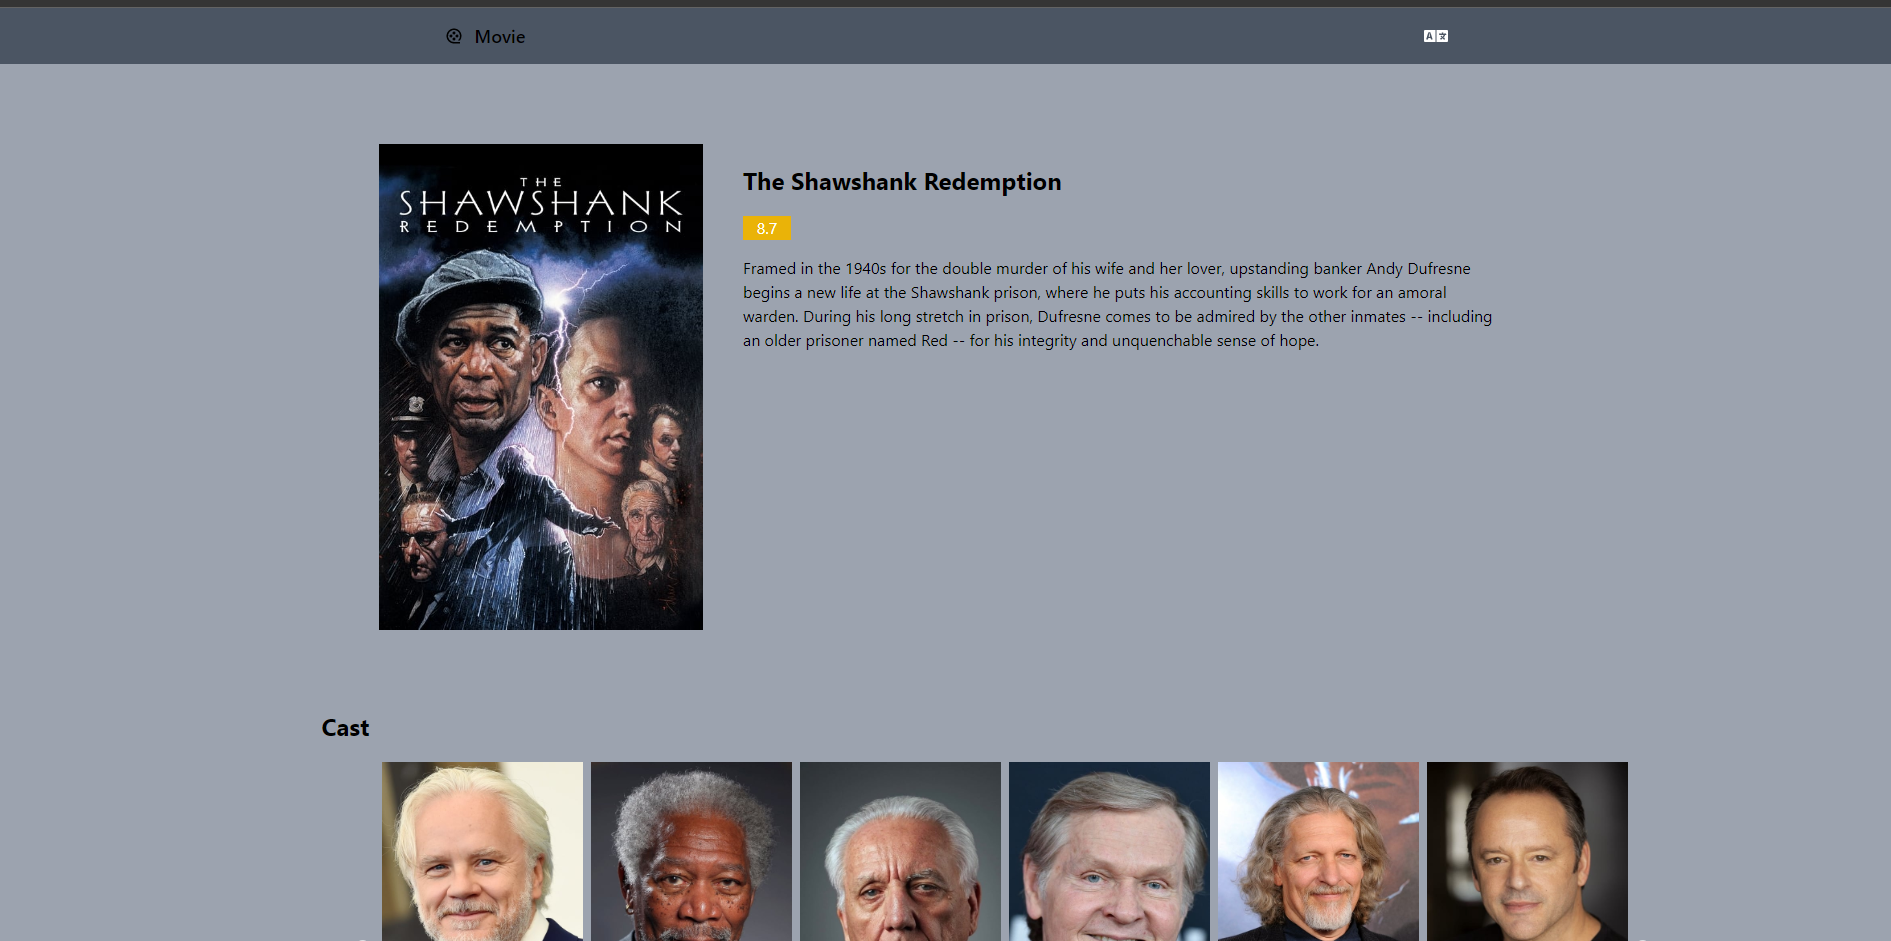 Movie
A 文
THE
SHAWSHANK
REDEMPTION
The Shawshank Redemption
8.7
Framed in the 1940s for the double murder of his wife and her lover, upstanding banker Andy Dufresne
begins a new life at the Shawshank prison, where he puts his accounting skills to work for an amoral
warden. During his long stretch in prison, Dufresne comes to be admired by the other inmates -- including
an older prisoner named Red -- for his integrity and unquenchable sense of hope.
Cast